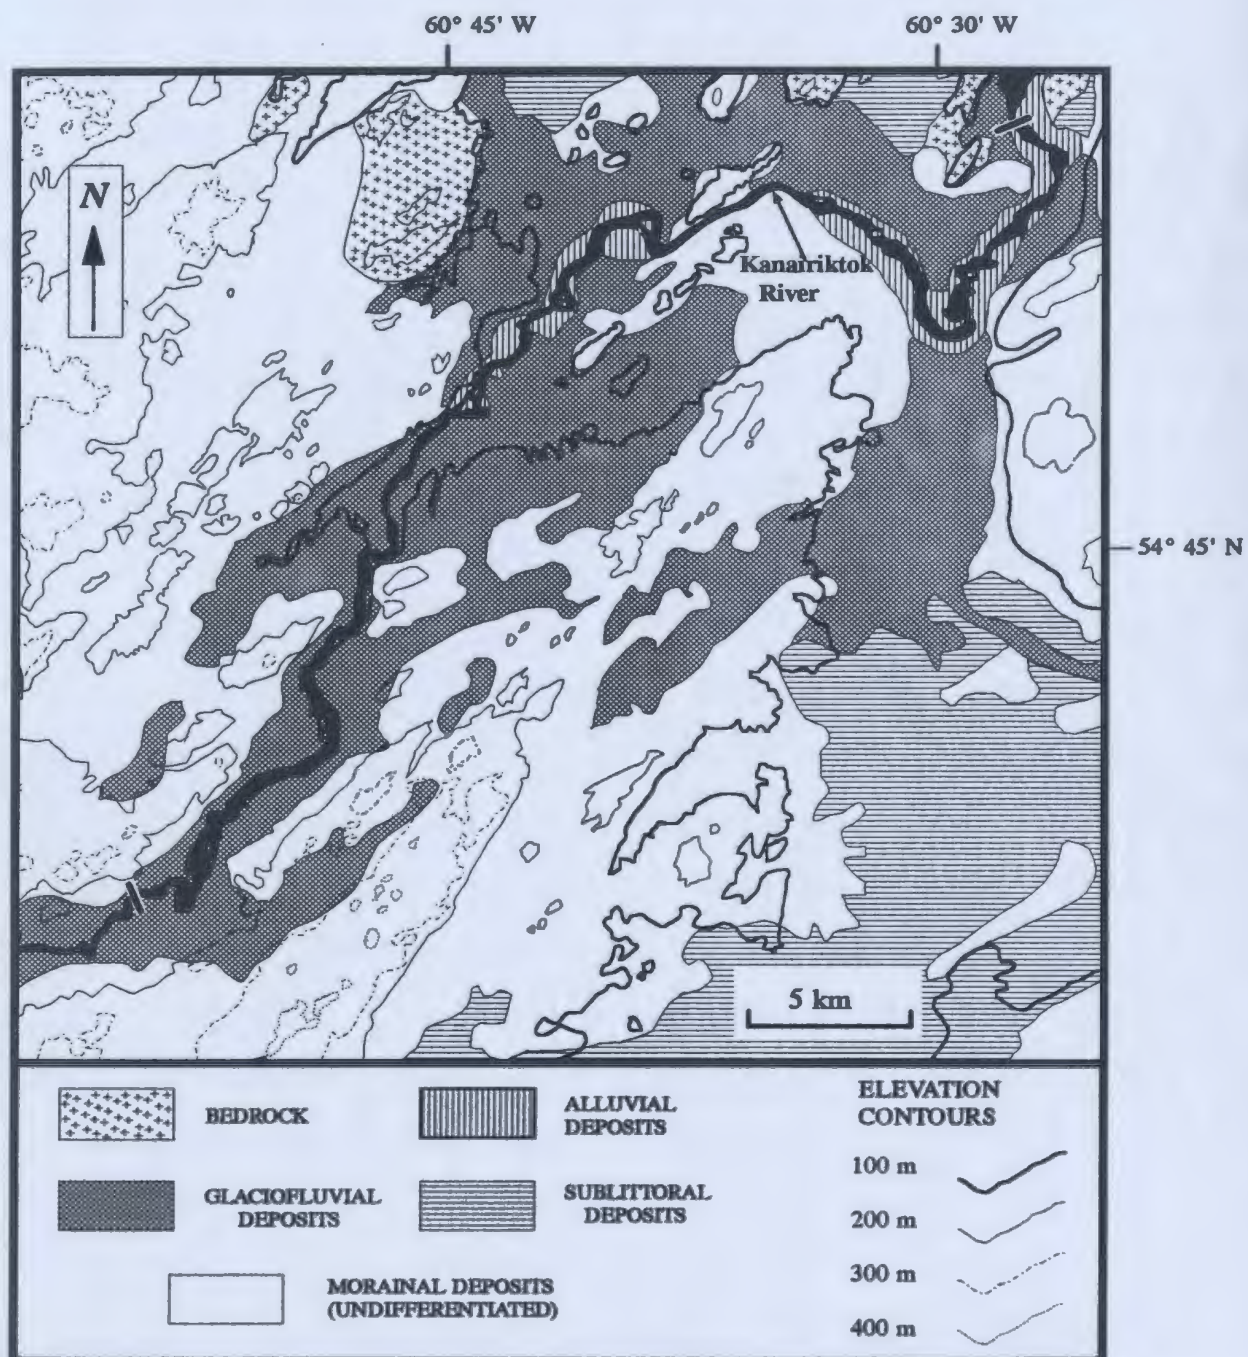 60° 45' W
60° 30' W
N
Kanairiktok
River
54° 45' N
5 km
BEDROCK
ALLUVIAL
DEPOSITS
GLACIOFLUVIAL
DEPOSITS
SUBLITTORAL
DEPOSITS
MORAINAL DEPOSITS
(UNDIFFERENTIATED)
ELEVATION
CONTOURS
100 m
200 m
300 m
400 m